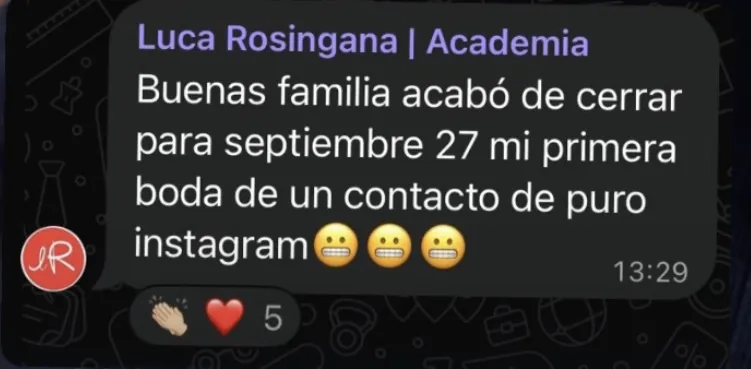 Luca Rosingana | Academia
Buenas familia acabó de cerrar
para septiembre 27 mi primera
boda de un contacto de puro
instagram😬😬😬
13:29
lR
👏🏼❤️ 5